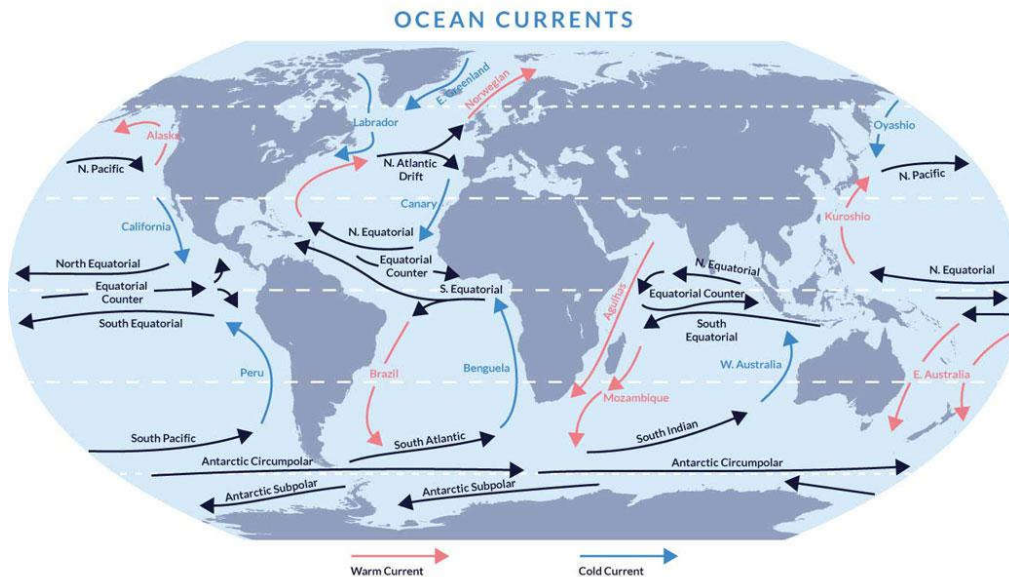 OCEAN CURRENTS
E. Greenland
Norwegian
Labrador
Alaska
Oyashio
N. Pacific
N. Atlantic
Drift
N. Pacific
Canary
California
Kuroshio
N. Equatorial
North Equatorial
Equatorial
Counter
N. Equatorial
N. Equatorial
Equatorial
Counter
S. Equatorial
Agulhas
Equatorial Counter
South Equatorial
South
Equatorial
Peru
Brazil
Benguela
W. Australia
E. Australia
Mozambique
South Pacific
South Atlantic
South Indian
Antarctic Circumpolar
Antarctic Circumpolar
Antarctic Subpolar
Antarctic Subpolar
Warm Current
Cold Current